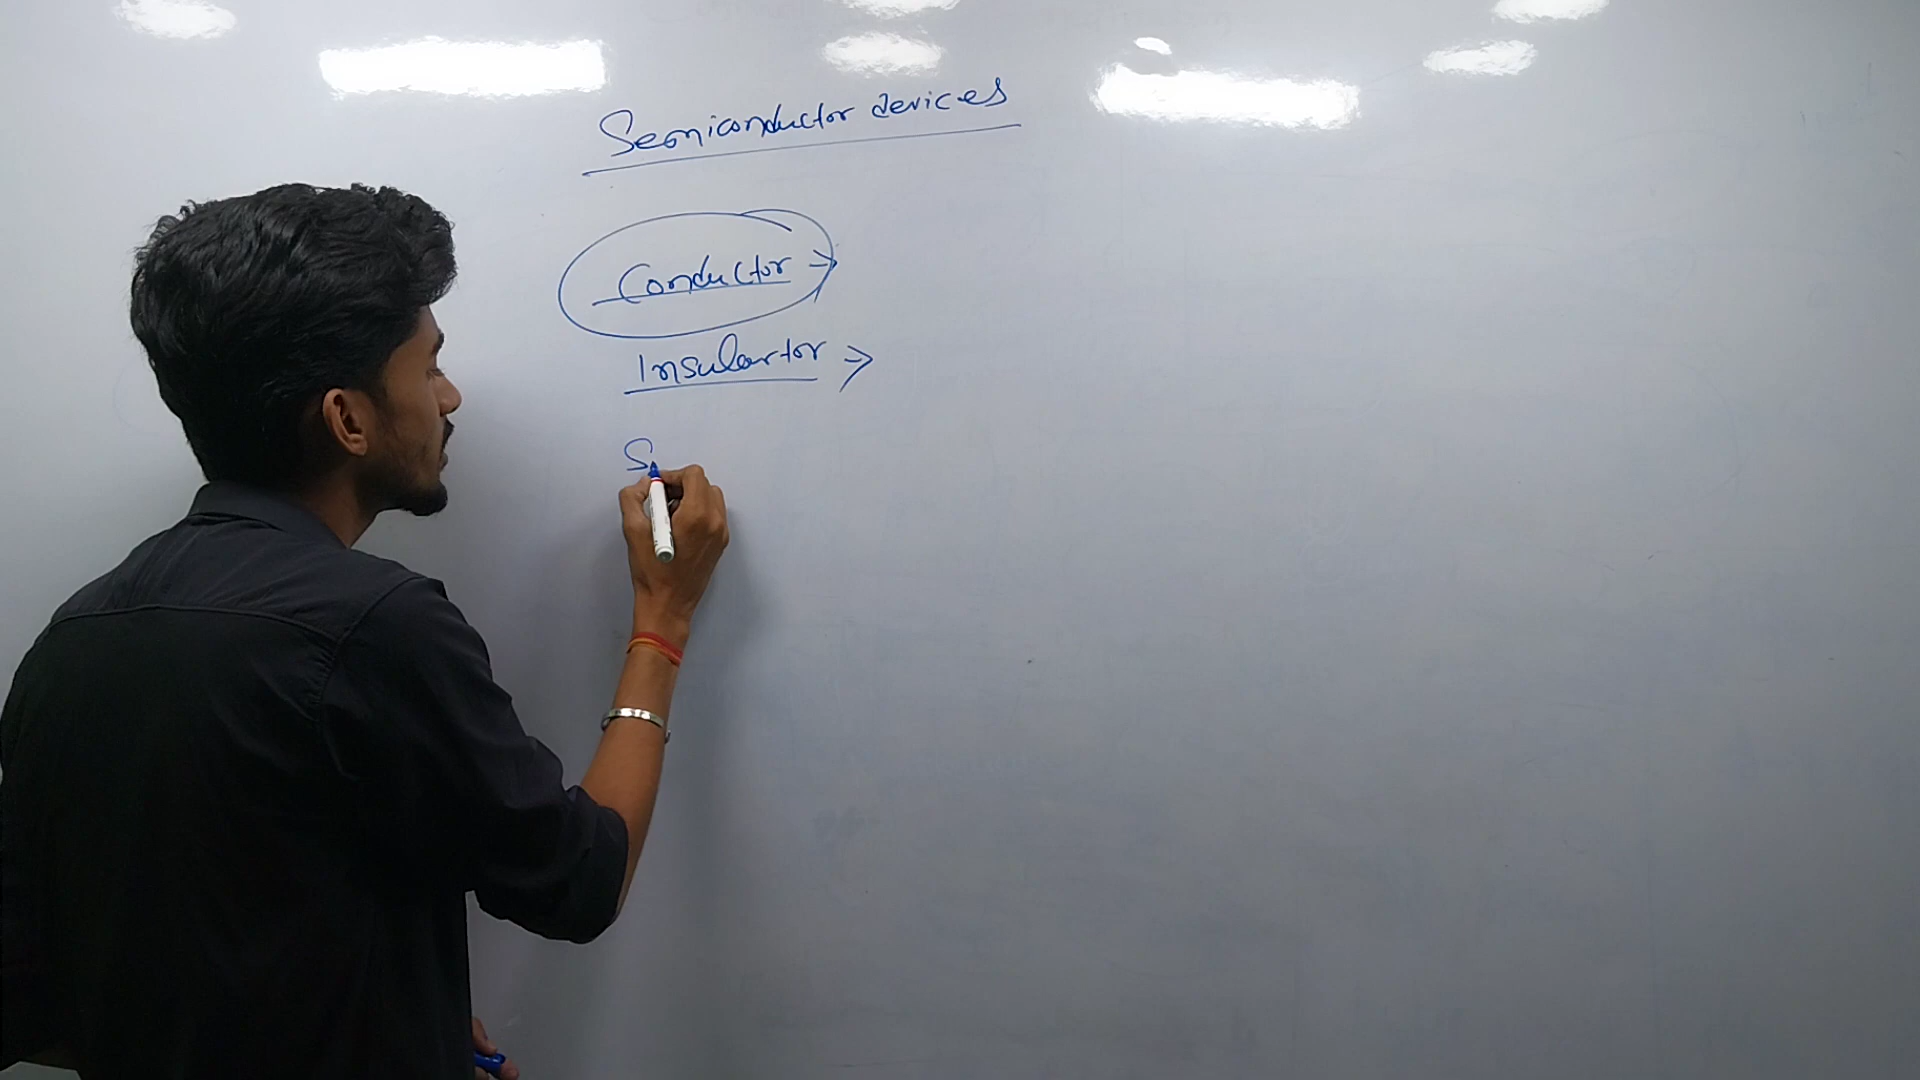 Semiconductor devices
Conductor →
Insulator →
S